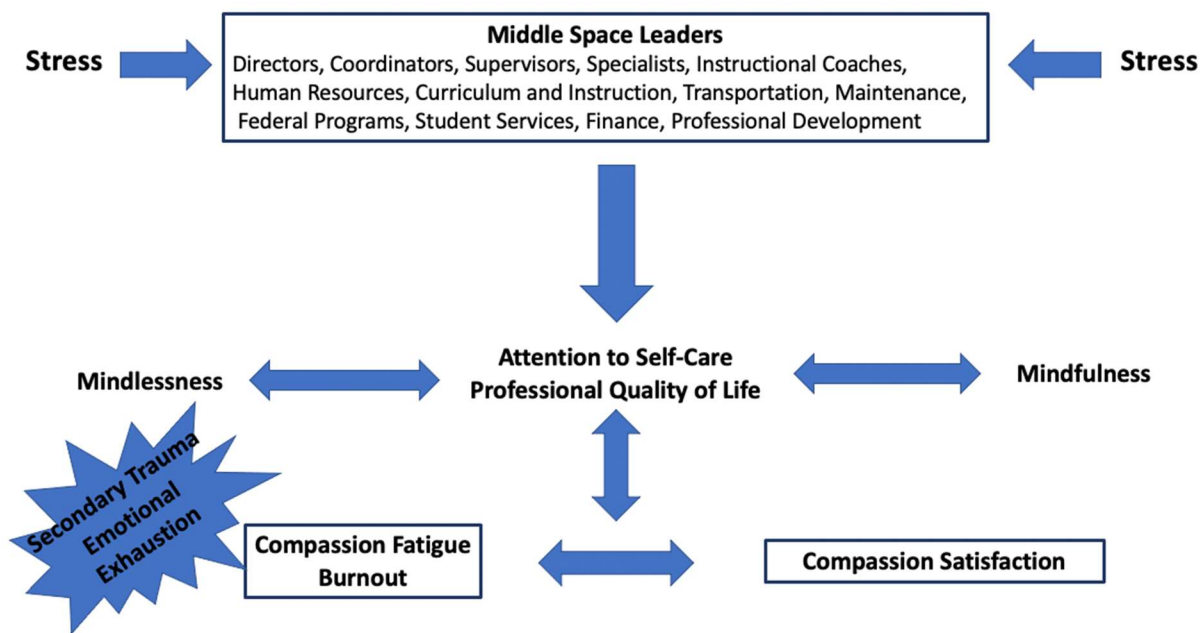 Stress
Middle Space Leaders
Directors, Coordinators, Supervisors, Specialists, Instructional Coaches,
Human Resources, Curriculum and Instruction, Transportation, Maintenance,
Federal Programs, Student Services, Finance, Professional Development
Stress
Mindlessness
Attention to Self-Care
Professional Quality of Life
Mindfulness
Secondary Trauma
Emotional
Exhaustion
Compassion Fatigue
Burnout
Compassion Satisfaction